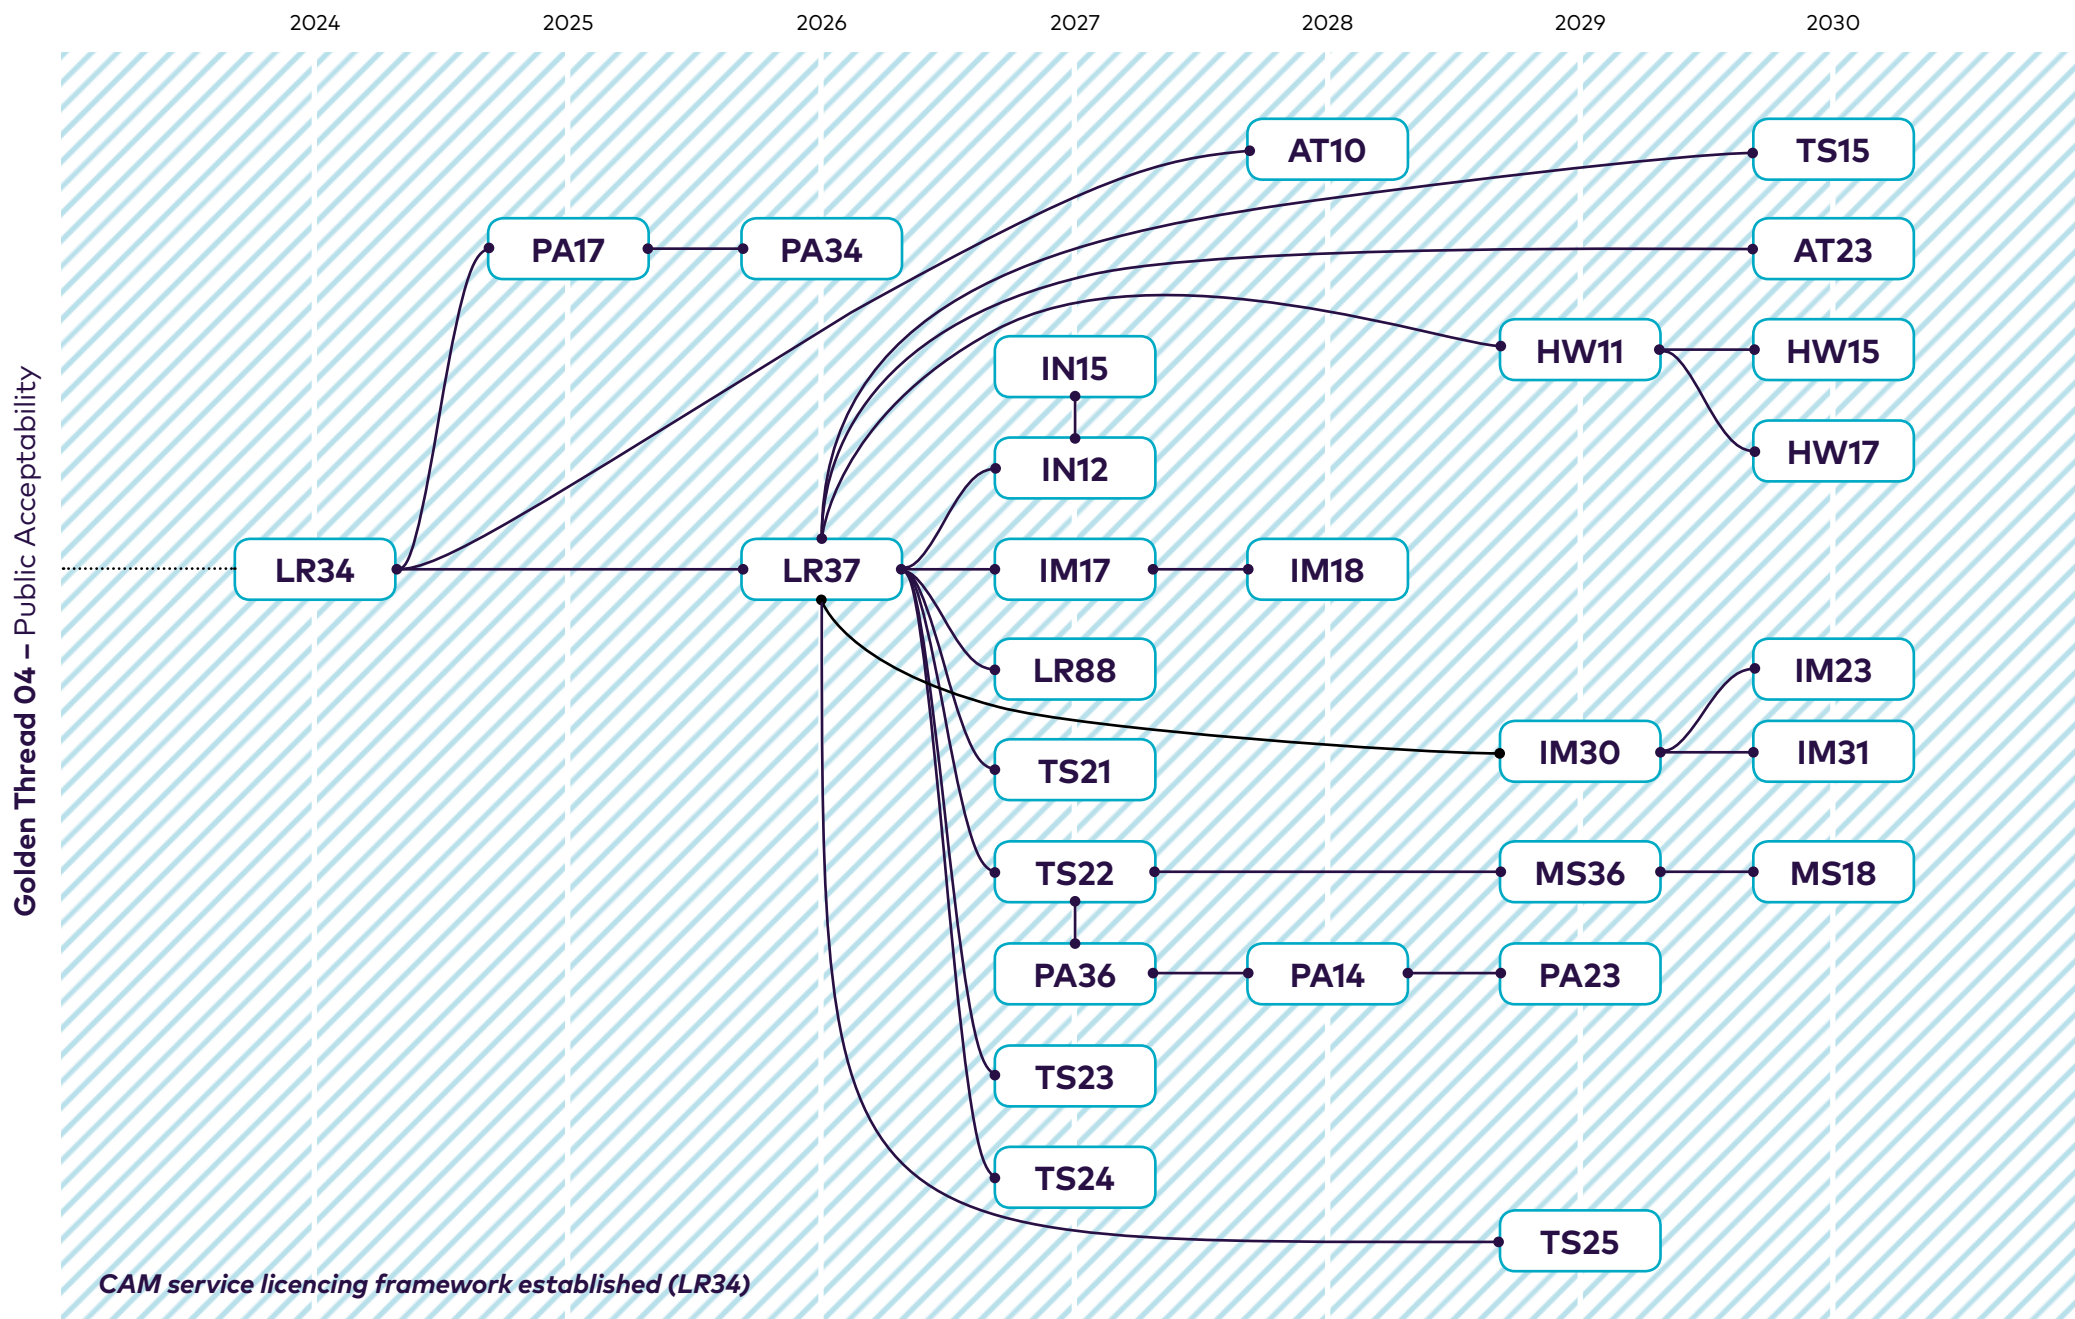 2024 2025 2026 2027 2028 2029 2030
AT10 TS15
PA17 PA34 AT23
HW11 HW15
IN15
HW17
IN12
LR34 LR37 IM17 IM18
LR88 IM23
IM30 IM31
TS21
TS22 MS36 MS18
PA36 PA14 PA23
TS23
TS24
TS25
CAM service licencing framework established (LR34)
Golden Thread 04 – Public Acceptability